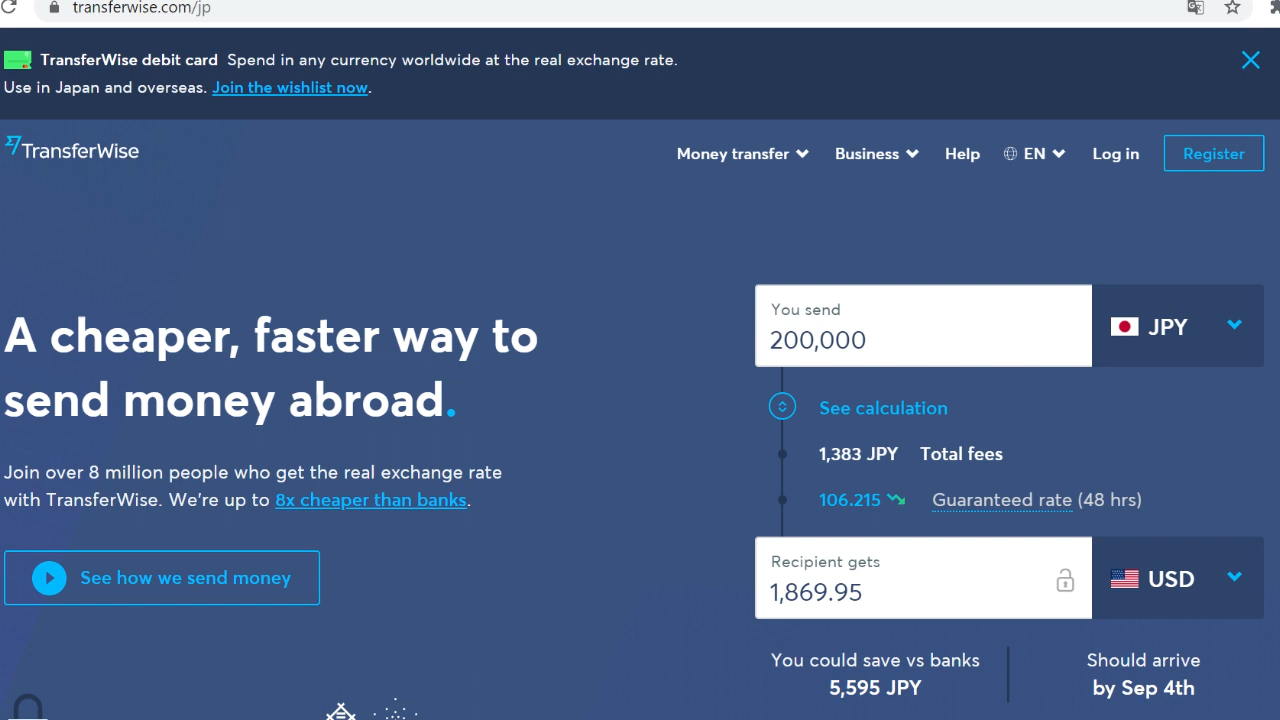 transferwise.com/jp
TransferWise debit card Spend in any currency worldwide at the real exchange rate.
Use in Japan and overseas. Join the wishlist now.
TransferWise
Money transfer Business Help EN Log in Register
A cheaper, faster way to
send money abroad.
Join over 8 million people who get the real exchange rate
with TransferWise. We're up to 8x cheaper than banks.
See how we send money
You send
200,000
JPY
See calculation
1,383 JPY Total fees
106.215 Guaranteed rate (48 hrs)
Recipient gets
1,869.95
USD
You could save vs banks
5,595 JPY
Should arrive
by Sep 4th